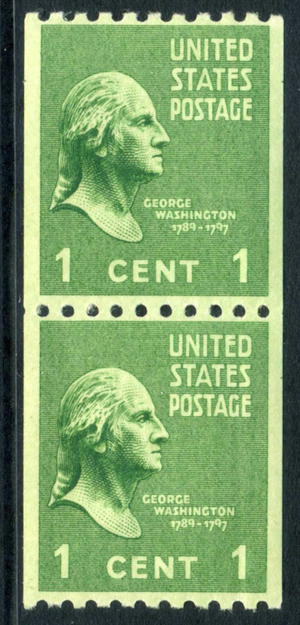 UNITED
STATES
POSTAGE
GEORGE
WASHINGTON
1789-1797
1 CENT 1
UNITED
STATES
POSTAGE
GEORGE
WASHINGTON
1789-1797
1 CENT 1